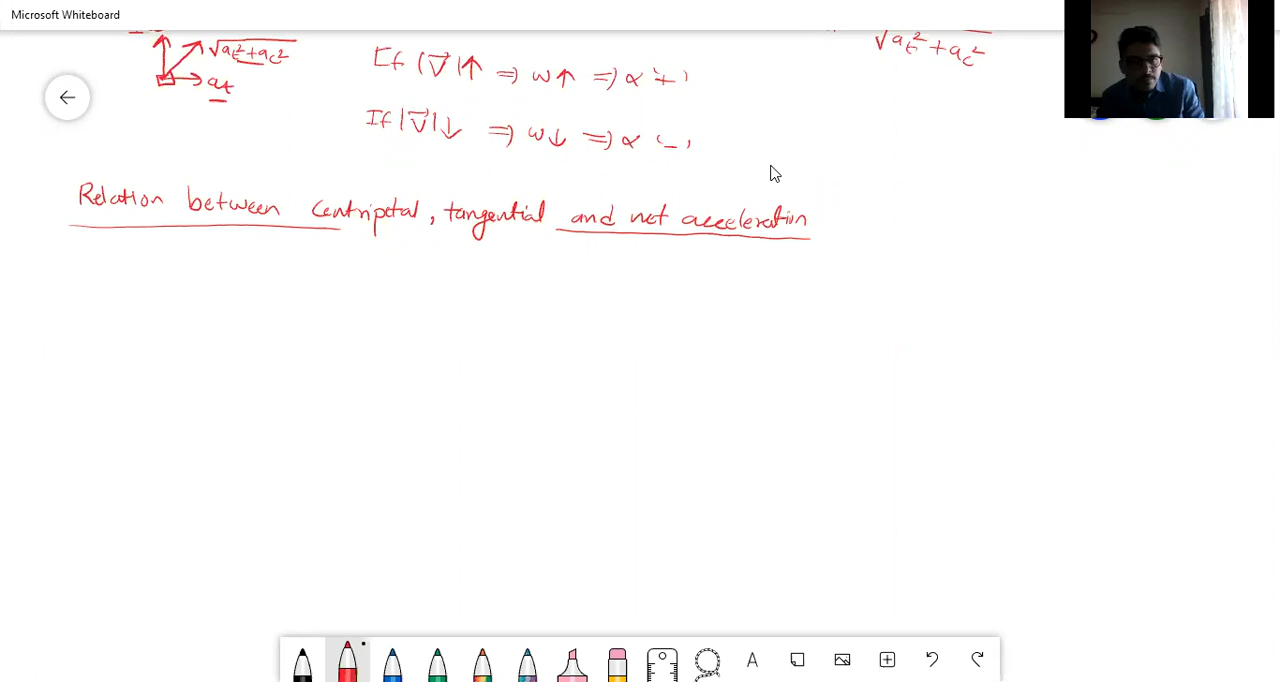 Microsoft Whiteboard
√at²+ac²
at
If |v⃗|↑ ⇒ ω↑ ⇒ α '+'
√at²+ac²
If |v⃗|↓ ⇒ ω↓ ⇒ α '-'
Relation between centripetal, tangential and net acceleration
A